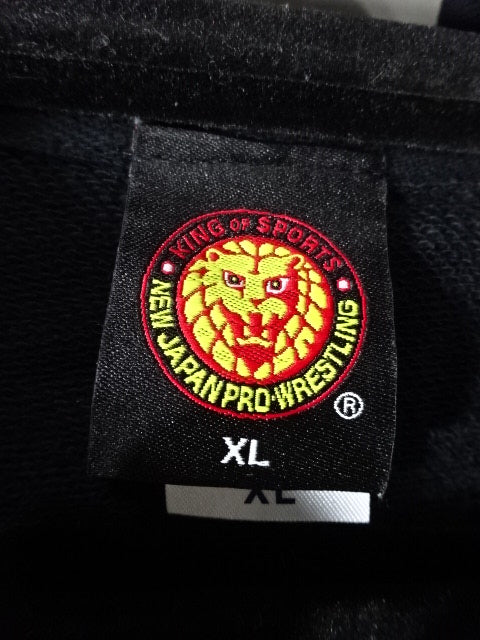 KING OF SPORTS
NEW JAPAN PRO-WRESTLING
®
XL
XL